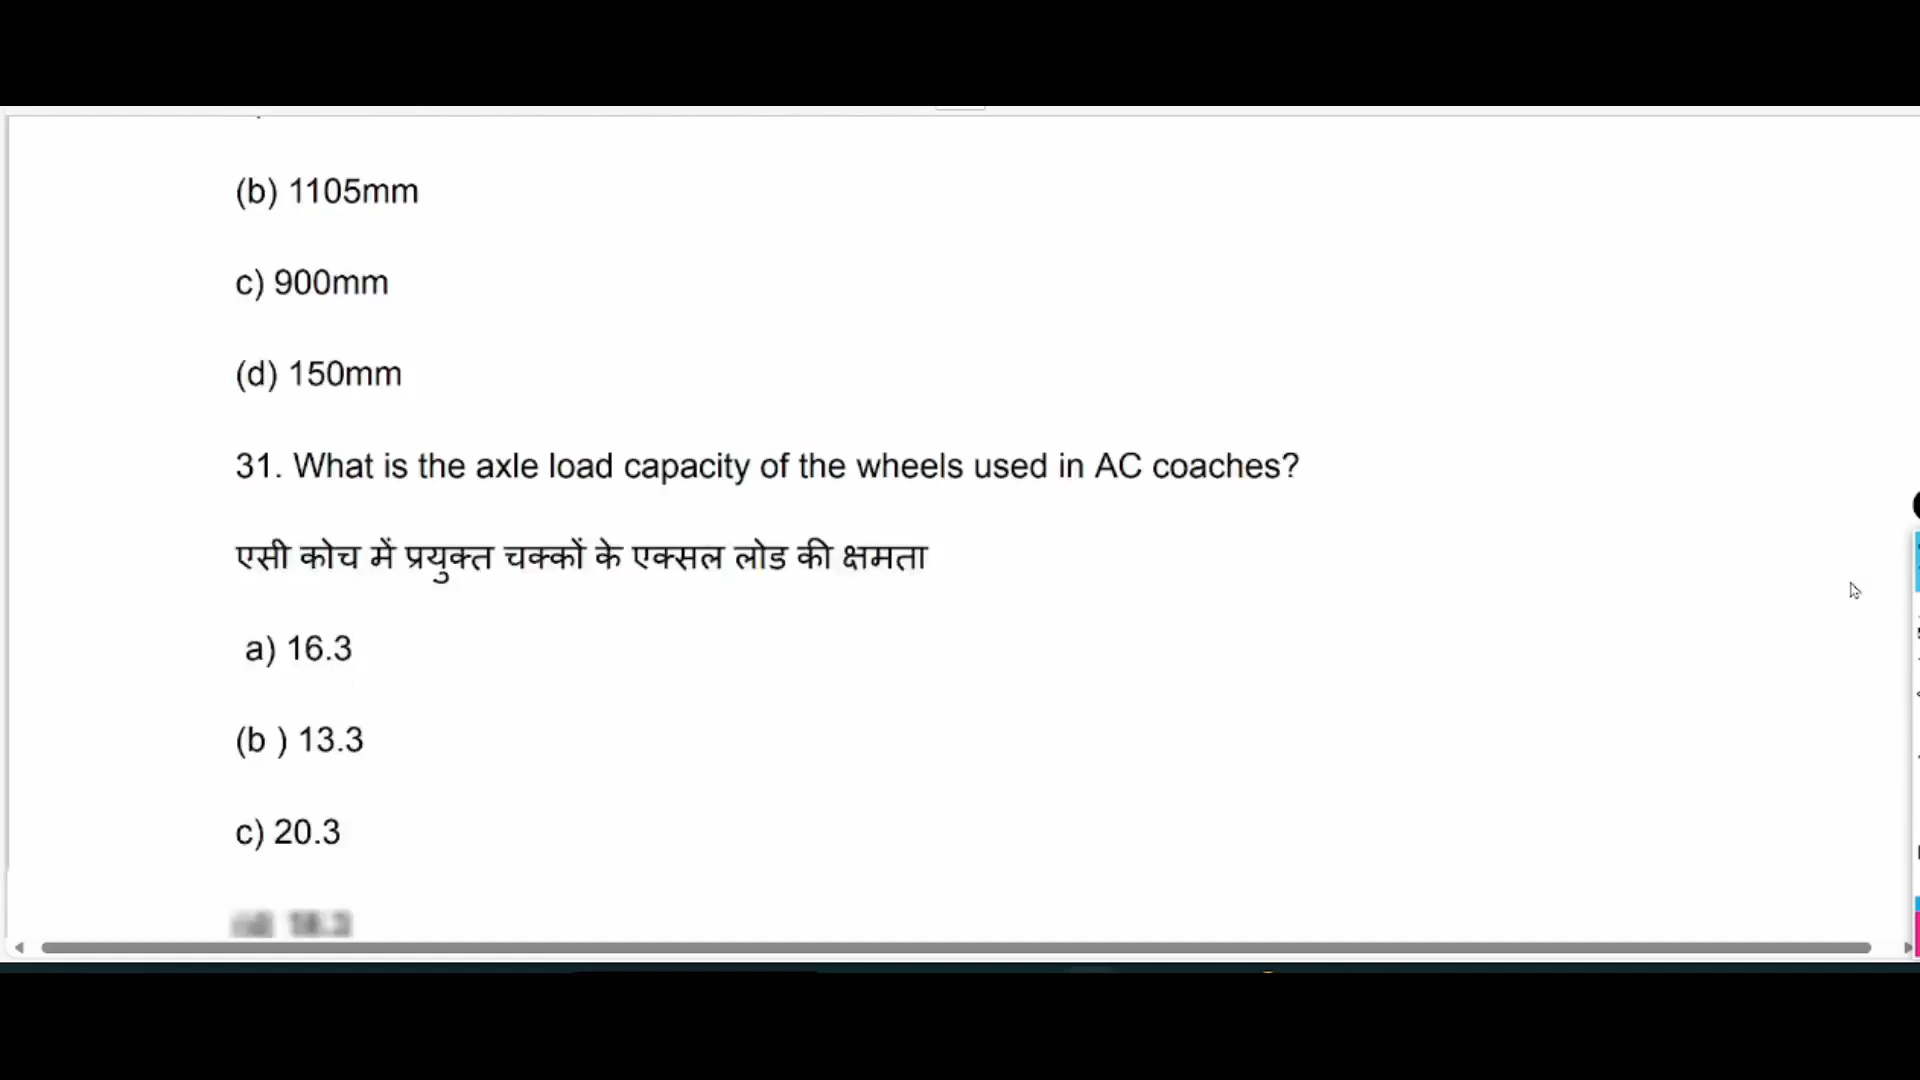 (b) 1105mm
c) 900mm
(d) 150mm
31. What is the axle load capacity of the wheels used in AC coaches?
एसी कोच में प्रयुक्त चक्कों के एक्सल लोड की क्षमता
a) 16.3
(b ) 13.3
c) 20.3